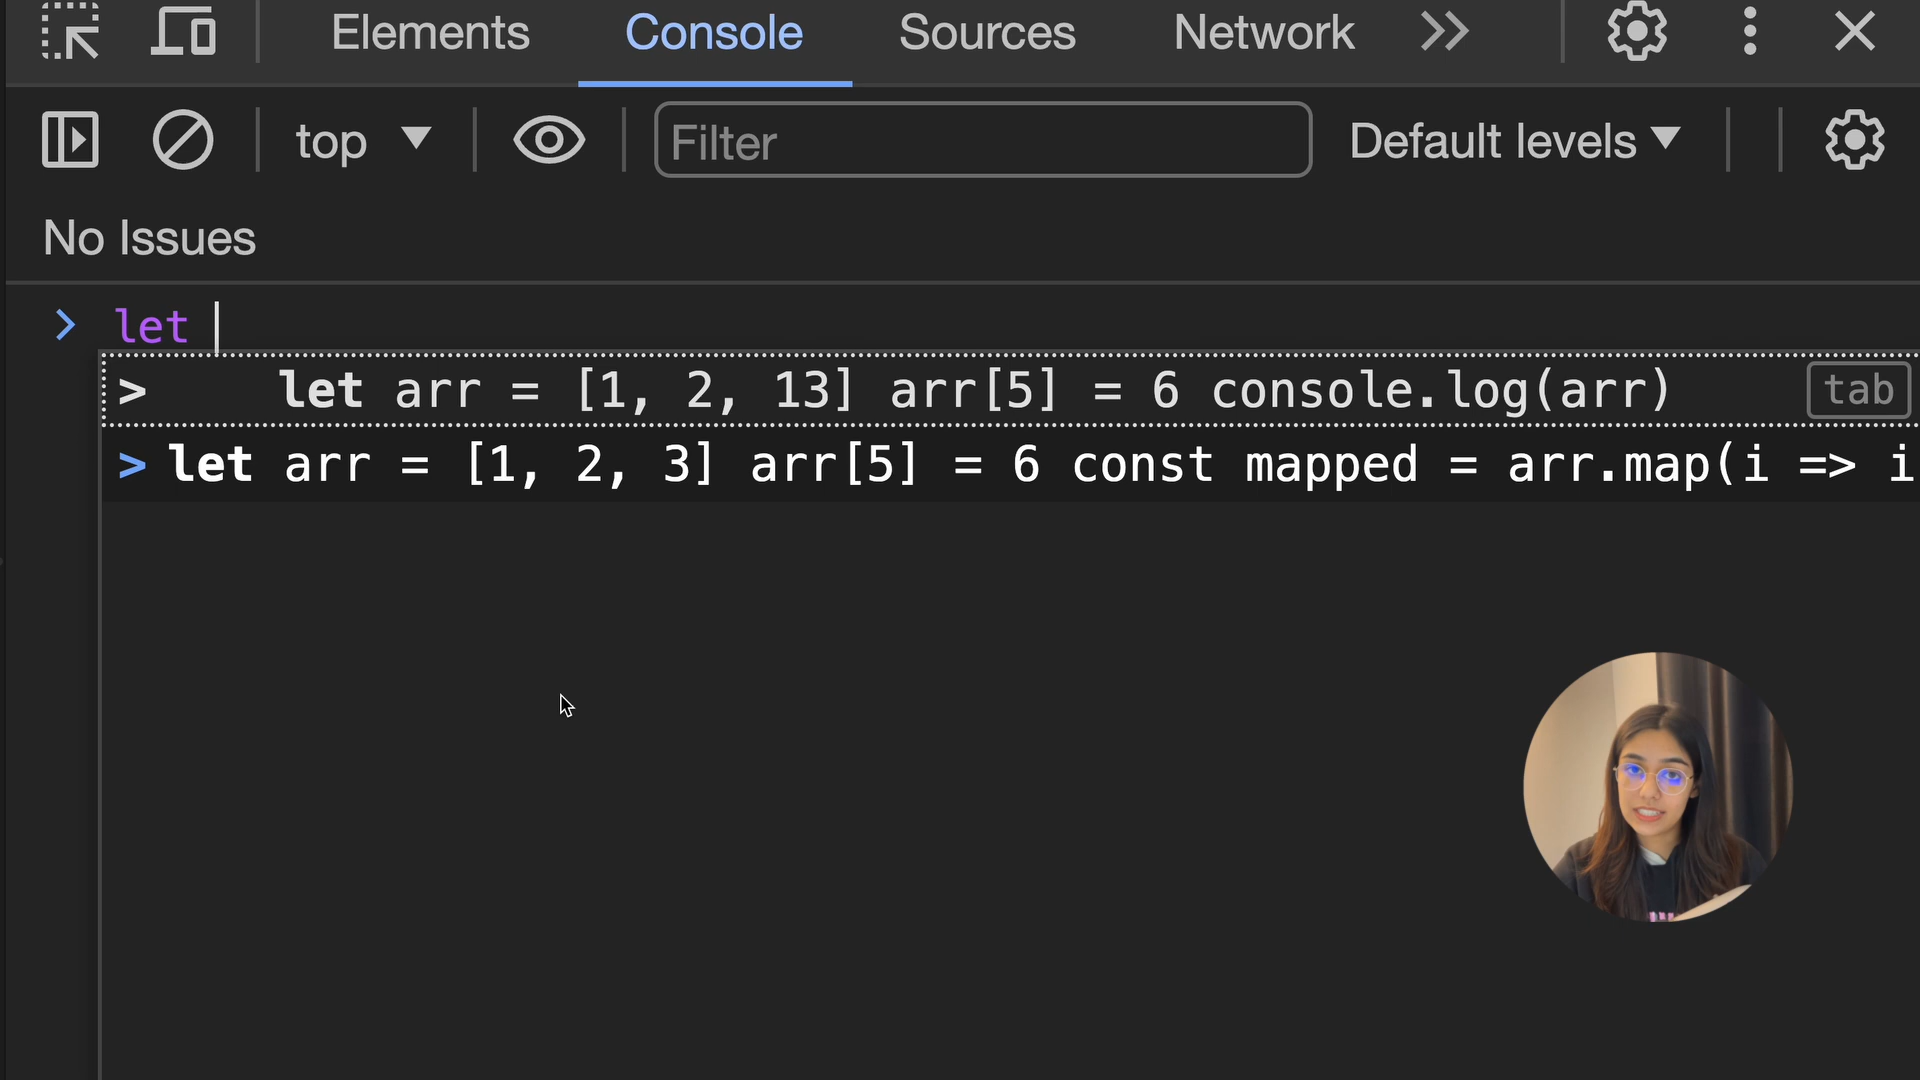 Elements Console Sources Network
top Filter Default levels
No Issues
> let
> let arr = [1, 2, 13] arr[5] = 6 console.log(arr) tab
> let arr = [1, 2, 3] arr[5] = 6 const mapped = arr.map(i => i